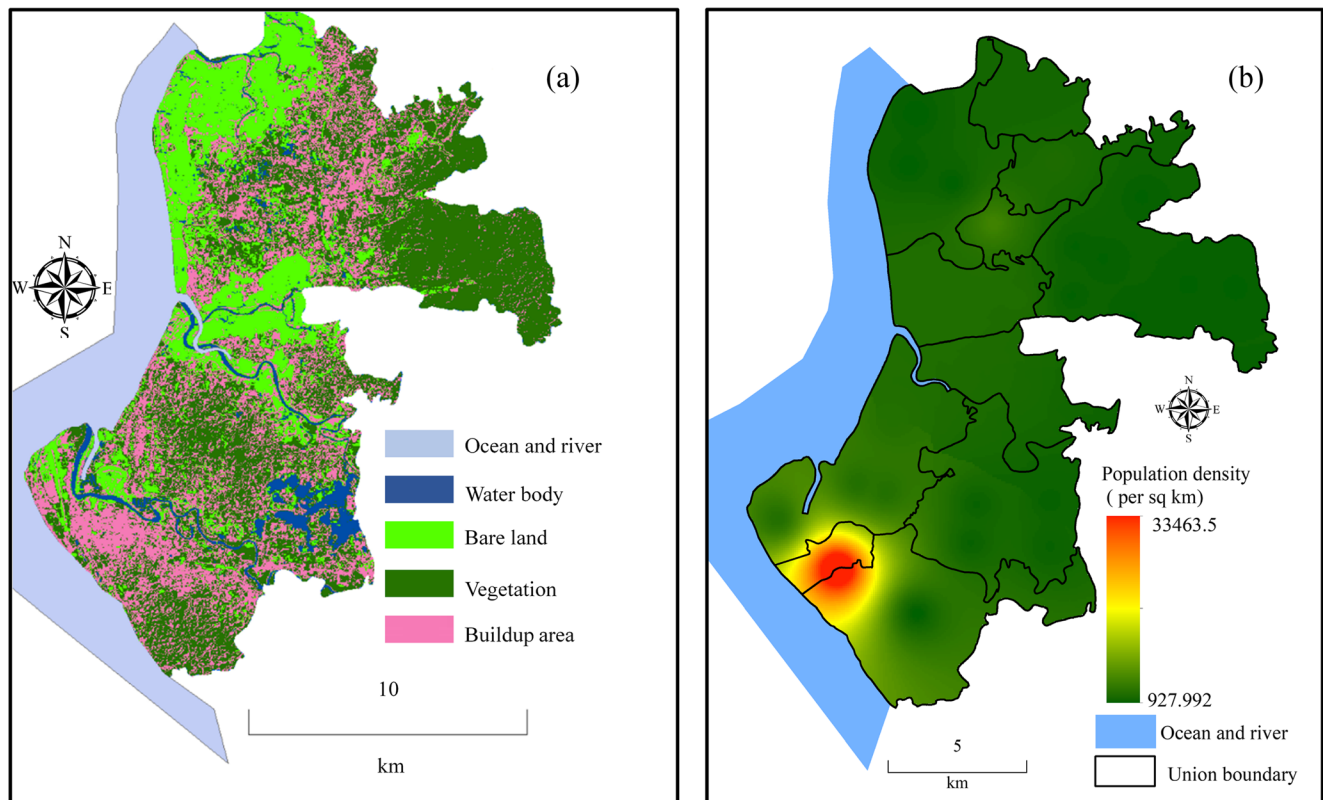 (a)
N
W E
S
Ocean and river
Water body
Bare land
Vegetation
Buildup area
10
km
(b)
N
W E
S
Population density
( per sq km)
33463.5
927.992
Ocean and river
Union boundary
5
km